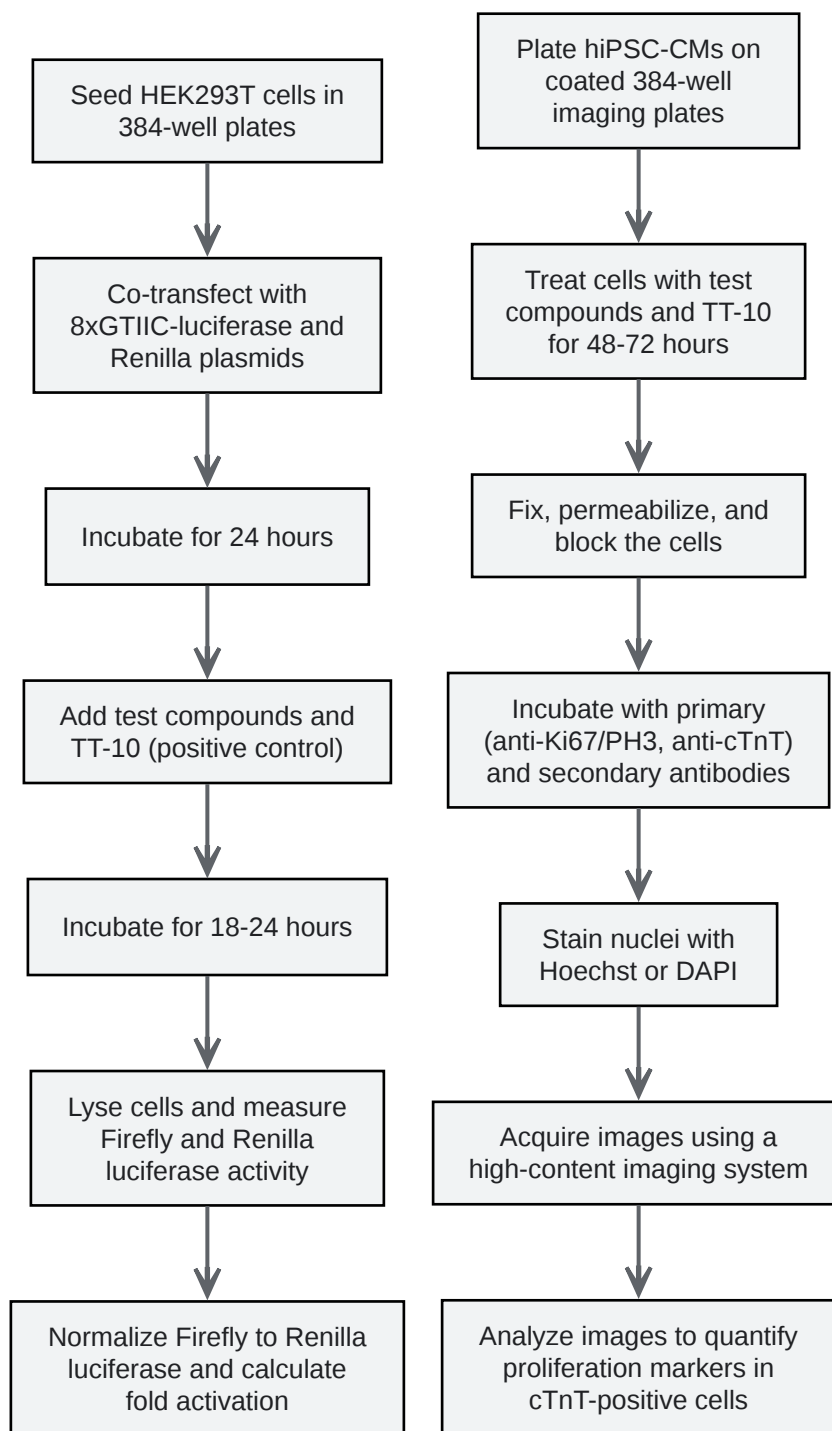 Seed HEK293T cells in
384-well plates
Co-transfect with
8xGTIIC-luciferase and
Renilla plasmids
Incubate for 24 hours
Add test compounds and
TT-10 (positive control)
Incubate for 18-24 hours
Lyse cells and measure
Firefly and Renilla
luciferase activity
Normalize Firefly to Renilla
luciferase and calculate
fold activation
Plate hiPSC-CMs on
coated 384-well
imaging plates
Treat cells with test
compounds and TT-10
for 48-72 hours
Fix, permeabilize, and
block the cells
Incubate with primary
(anti-Ki67/PH3, anti-cTnT)
and secondary antibodies
Stain nuclei with
Hoechst or DAPI
Acquire images using a
high-content imaging system
Analyze images to quantify
proliferation markers in
cTnT-positive cells